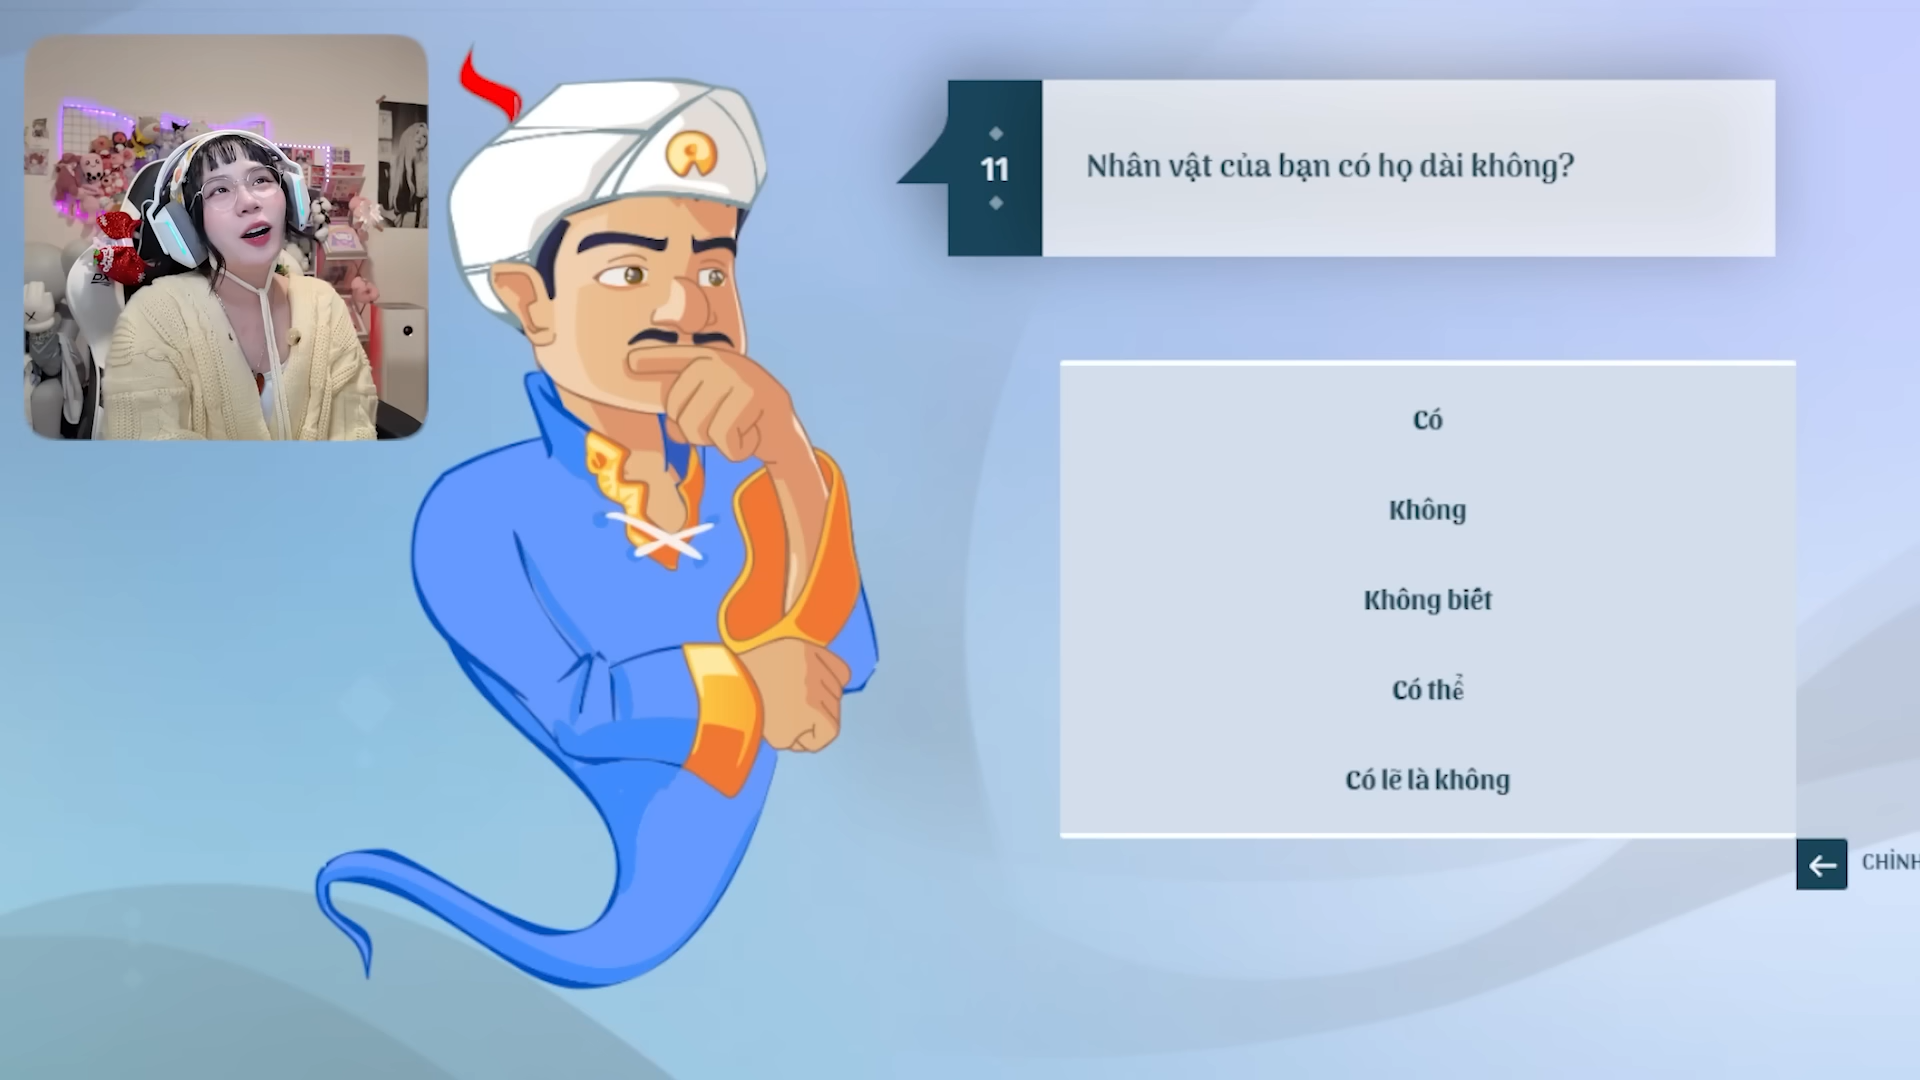 11
Nhân vật của bạn có họ dài không?
Có
Không
Không biết
Có thể
Có lẽ là không
CHỈNH